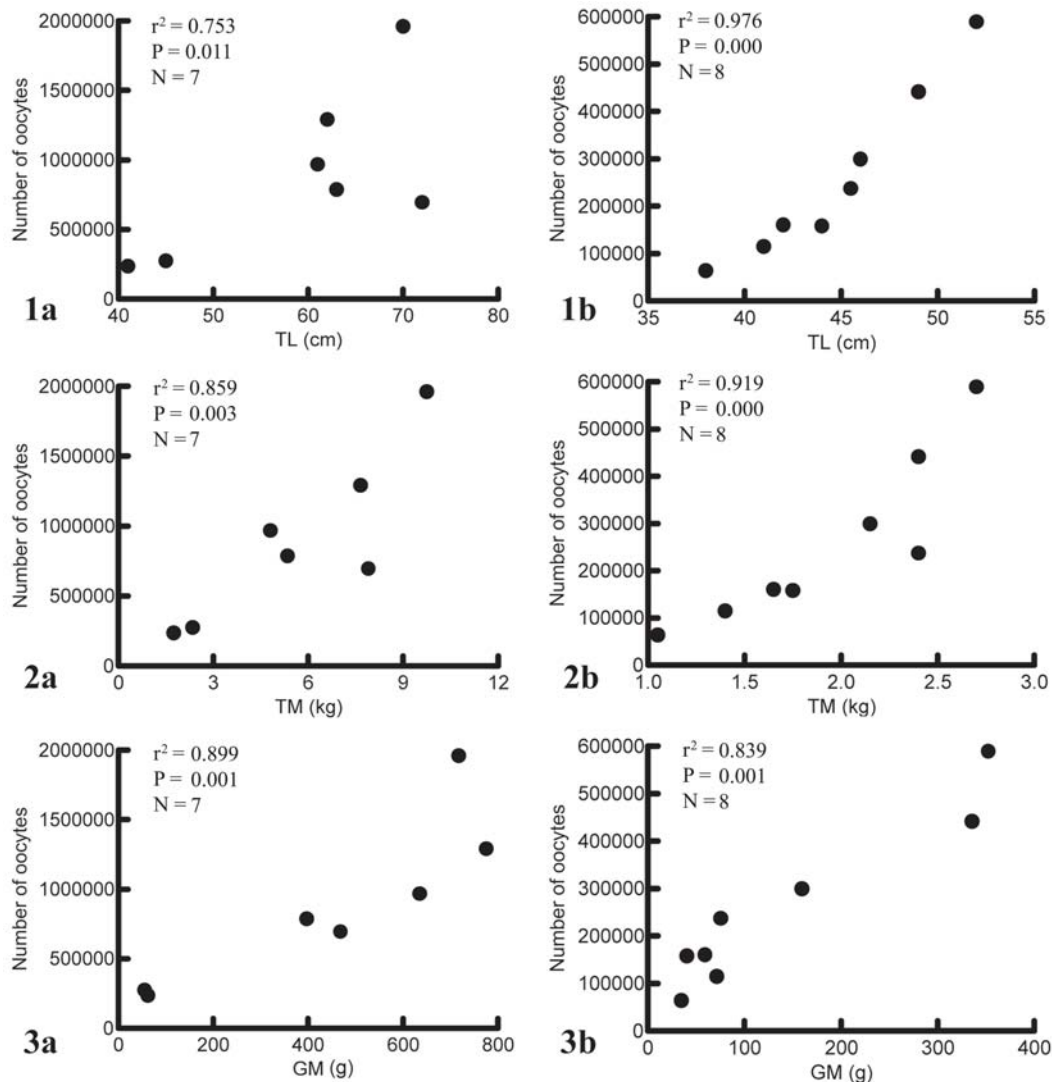 r² = 0.753
P = 0.011
N = 7
Number of oocytes
2000000
1500000
1000000
500000
0
40 50 60 70 80
TL (cm)
1a
r² = 0.976
P = 0.000
N = 8
Number of oocytes
600000
500000
400000
300000
200000
100000
0
35 40 45 50 55
TL (cm)
1b
r² = 0.859
P = 0.003
N = 7
Number of oocytes
2000000
1500000
1000000
500000
0
0 3 6 9 12
TM (kg)
2a
r² = 0.919
P = 0.000
N = 8
Number of oocytes
600000
500000
400000
300000
200000
100000
0
1.0 1.5 2.0 2.5 3.0
TM (kg)
2b
r² = 0.899
P = 0.001
N = 7
Number of oocytes
2000000
1500000
1000000
500000
0
0 200 400 600 800
GM (g)
3a
r² = 0.839
P = 0.001
N = 8
Number of oocytes
600000
500000
400000
300000
200000
100000
0
0 100 200 300 400
GM (g)
3b